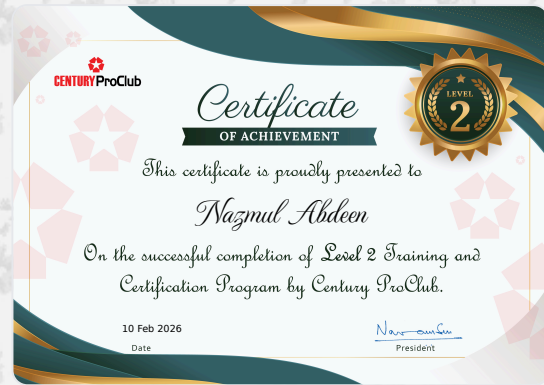 CENTURY ProClub
LEVEL
2
Certificate
OF ACHIEVEMENT
This certificate is proudly presented to
Nazmul Abdeen
On the successful completion of Level 2 Training and
Certification Program by Century ProClub.
10 Feb 2026
Date
President